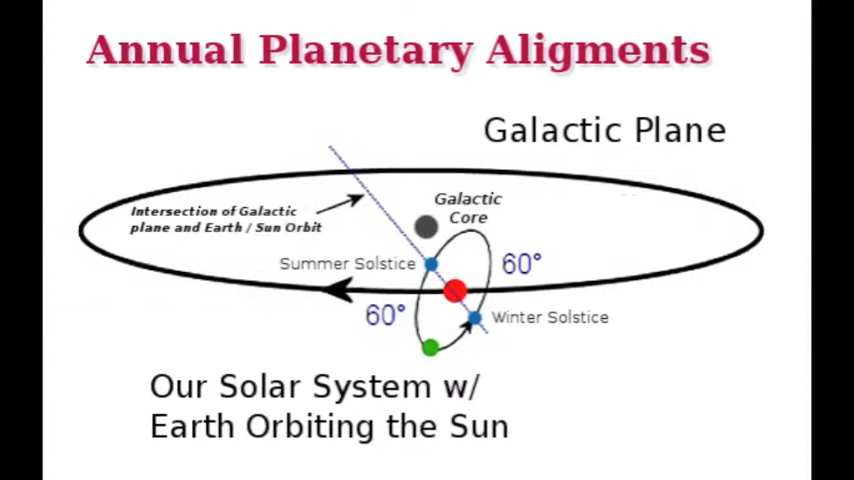 Annual Planetary Aligments
Galactic Plane
Galactic
Core
Intersection of Galactic
plane and Earth / Sun Orbit
Summer Solstice
60°
60°
Winter Solstice
Our Solar System w/
Earth Orbiting the Sun